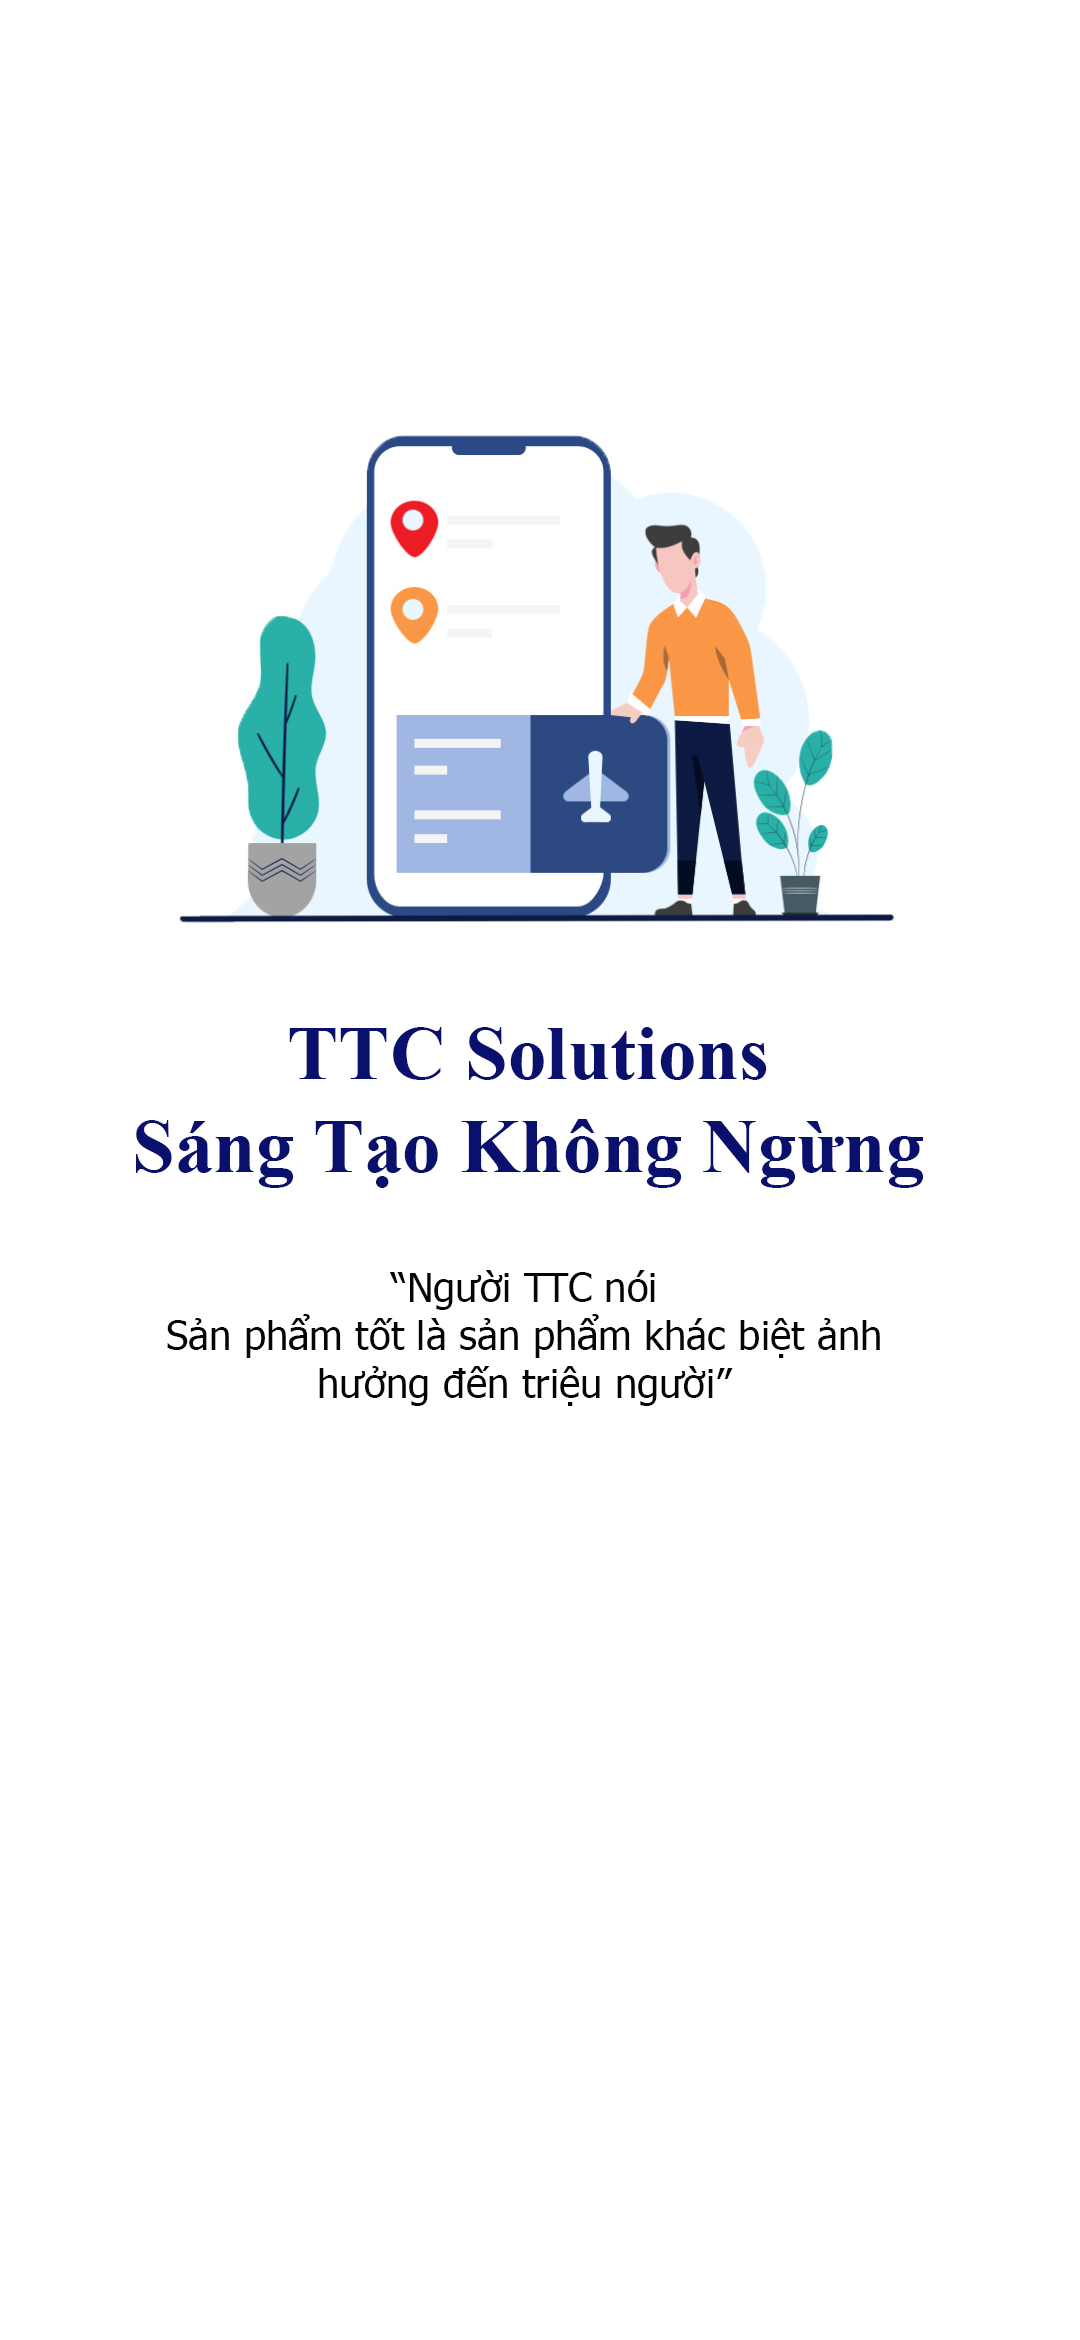 TTC Solutions
Sáng Tạo Không Ngừng
“Người TTC nói
Sản phẩm tốt là sản phẩm khác biệt ảnh
hưởng đến triệu người”